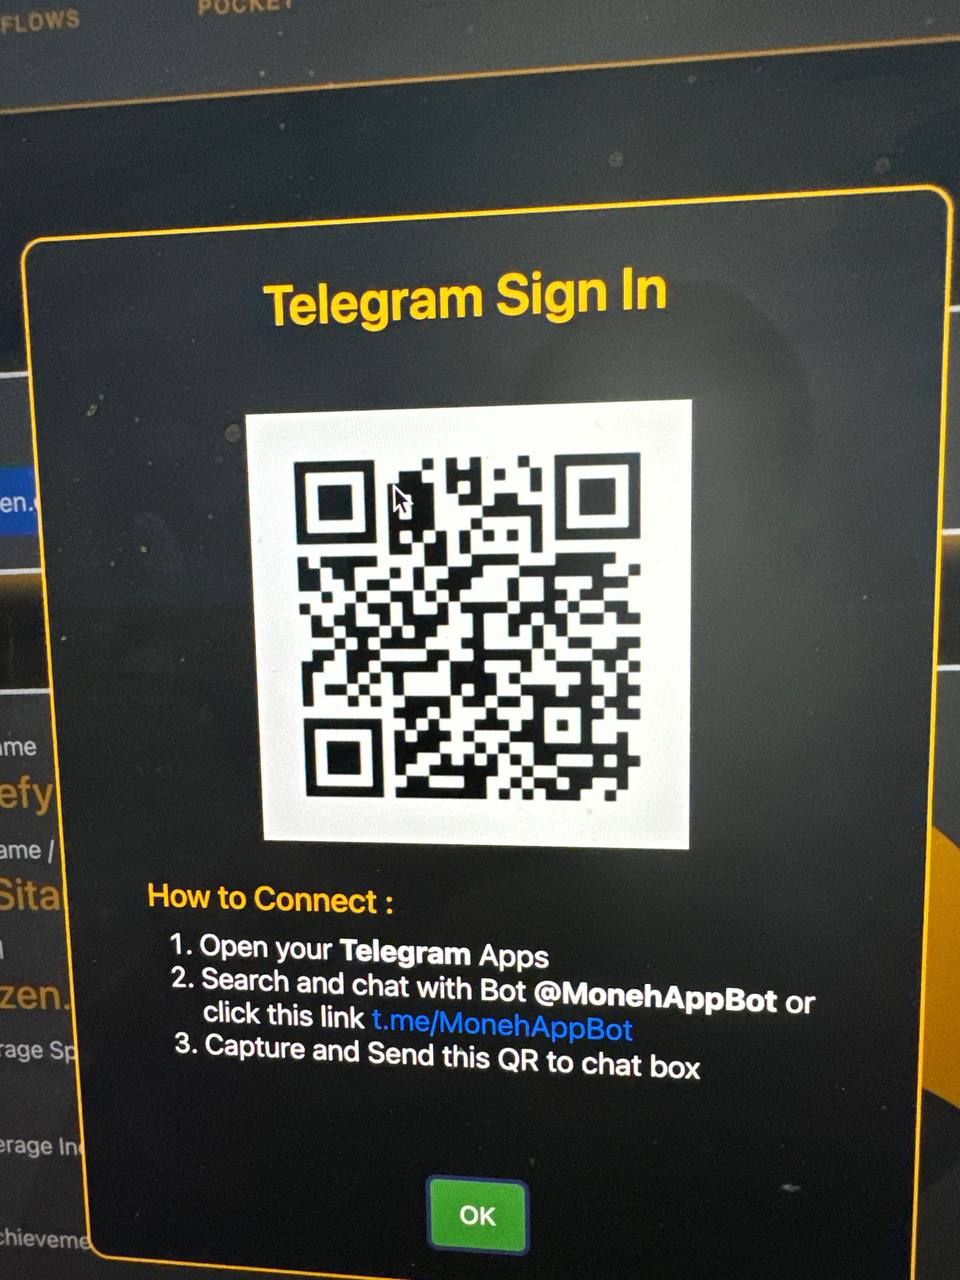 FLOWS
POCKET
Telegram Sign In
en.
ame
efy
ame /
Sita
zen.
rage Sp
erage In
chieveme
How to Connect :
1. Open your Telegram Apps
2. Search and chat with Bot @MonehAppBot or
click this link t.me/MonehAppBot
3. Capture and Send this QR to chat box
OK